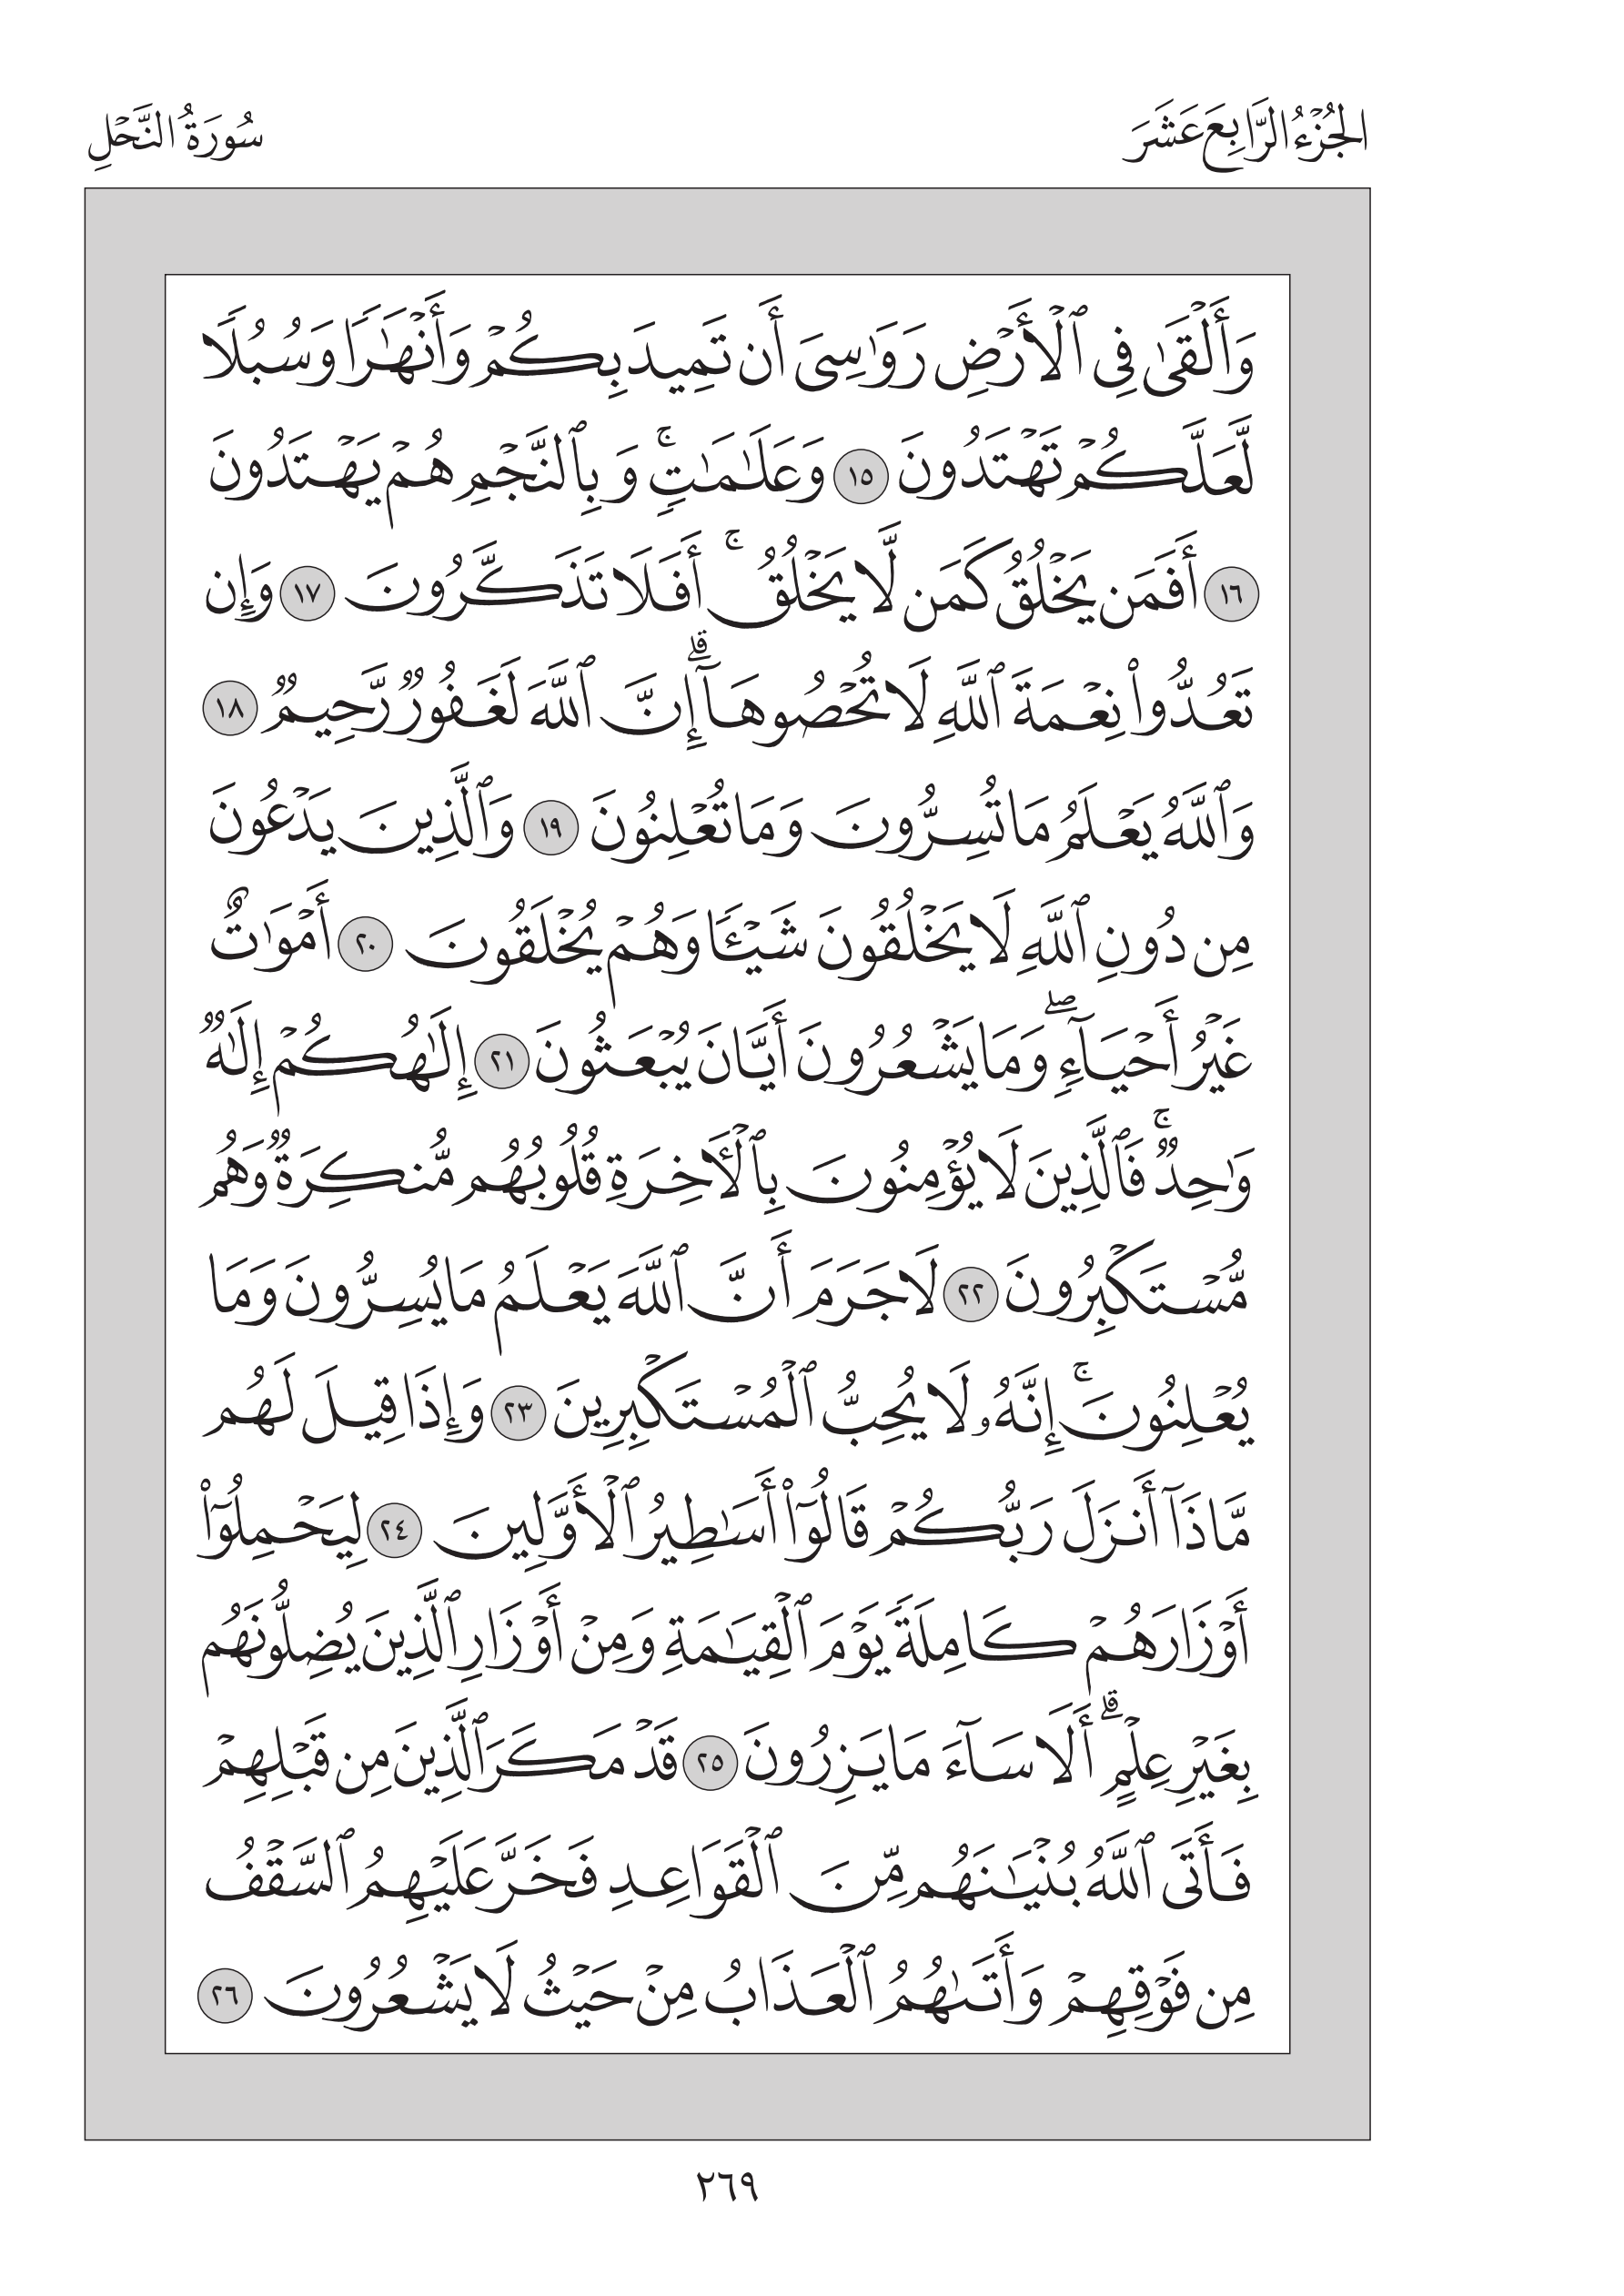 الجُزْءُ الرَّابِعَ عَشَرَ
سُورَةُ النَّحْلِ
وَأَلْقَىٰ فِى ٱلْأَرْضِ رَوَٰسِىَ أَن تَمِيدَ بِكُمْ وَأَنْهَٰرًا وَسُبُلًا
لَّعَلَّكُمْ تَهْتَدُونَ ١٥ وَعَلَٰمَٰتٍ ۚ وَبِٱلنَّجْمِ هُمْ يَهْتَدُونَ
١٦ أَفَمَن يَخْلُقُ كَمَن لَّا يَخْلُقُ ۚ أَفَلَا تَذَكَّرُونَ ١٧ وَإِن
تَعُدُّوا۟ نِعْمَةَ ٱللَّهِ لَا تُحْصُوهَآ ۗ إِنَّ ٱللَّهَ لَغَفُورٌ رَّحِيمٌ ١٨
وَٱللَّهُ يَعْلَمُ مَا تُسِرُّونَ وَمَا تُعْلِنُونَ ١٩ وَٱلَّذِينَ يَدْعُونَ
مِن دُونِ ٱللَّهِ لَا يَخْلُقُونَ شَيْـًٔا وَهُمْ يُخْلَقُونَ ٢٠ أَمْوَٰتٌ
غَيْرُ أَحْيَآءٍ ۖ وَمَا يَشْعُرُونَ أَيَّانَ يُبْعَثُونَ ٢١ إِلَٰهُكُمْ إِلَٰهٌ
وَٰحِدٌ ۚ فَٱلَّذِينَ لَا يُؤْمِنُونَ بِٱلْـَٔاخِرَةِ قُلُوبُهُم مُّنكِرَةٌ وَهُم
مُّسْتَكْبِرُونَ ٢٢ لَا جَرَمَ أَنَّ ٱللَّهَ يَعْلَمُ مَا يُسِرُّونَ وَمَا
يُعْلِنُونَ ۚ إِنَّهُۥ لَا يُحِبُّ ٱلْمُسْتَكْبِرِينَ ٢٣ وَإِذَا قِيلَ لَهُم
مَّاذَآ أَنزَلَ رَبُّكُمْ قَالُوٓا۟ أَسَٰطِيرُ ٱلْأَوَّلِينَ ٢٤ لِيَحْمِلُوٓا۟
أَوْزَارَهُمْ كَامِلَةً يَوْمَ ٱلْقِيَٰمَةِ وَمِنْ أَوْزَارِ ٱلَّذِينَ يُضِلُّونَهُم
بِغَيْرِ عِلْمٍ ۗ أَلَا سَآءَ مَا يَزِرُونَ ٢٥ قَدْ مَكَرَ ٱلَّذِينَ مِن قَبْلِهِمْ
فَأَتَى ٱللَّهُ بُنْيَٰنَهُم مِّنَ ٱلْقَوَاعِدِ فَخَرَّ عَلَيْهِمُ ٱلسَّقْفُ
مِن فَوْقِهِمْ وَأَتَىٰهُمُ ٱلْعَذَابُ مِنْ حَيْثُ لَا يَشْعُرُونَ ٢٦
٢٦٩